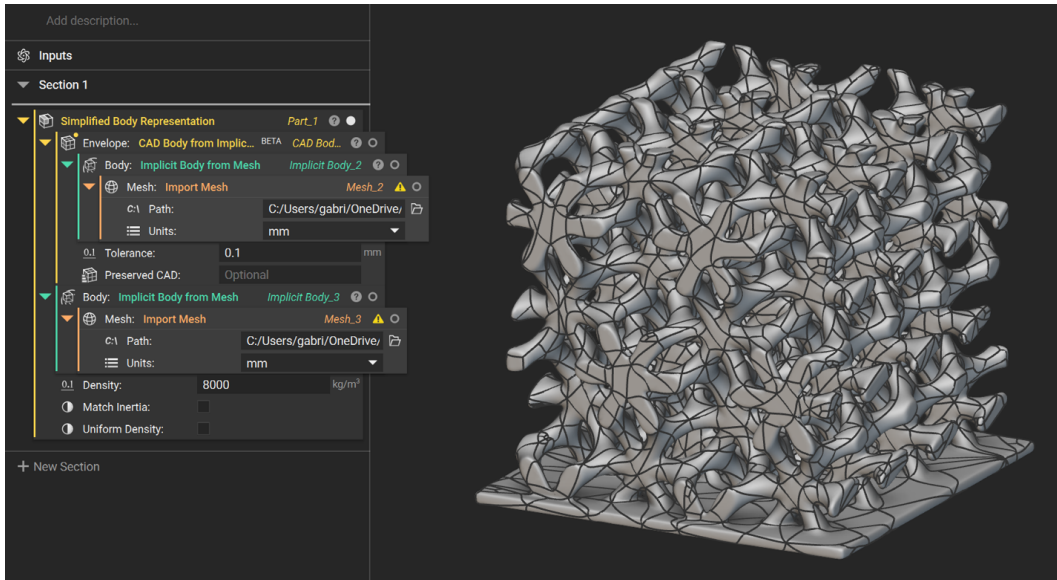 Add description...
Inputs
Section 1
Simplified Body Representation Part_1 ?
Envelope: CAD Body from Implic... BETA CAD Bod... ?
Body: Implicit Body from Mesh Implicit Body_2 ?
Mesh: Import Mesh Mesh_2
C:\ Path: C:/Users/gabri/OneDrive/
Units: mm
0.1 Tolerance: 0.1 mm
Preserved CAD: Optional
Body: Implicit Body from Mesh Implicit Body_3 ?
Mesh: Import Mesh Mesh_3
C:\ Path: C:/Users/gabri/OneDrive/
Units: mm
0.1 Density: 8000 kg/m³
Match Inertia:
Uniform Density:
+ New Section